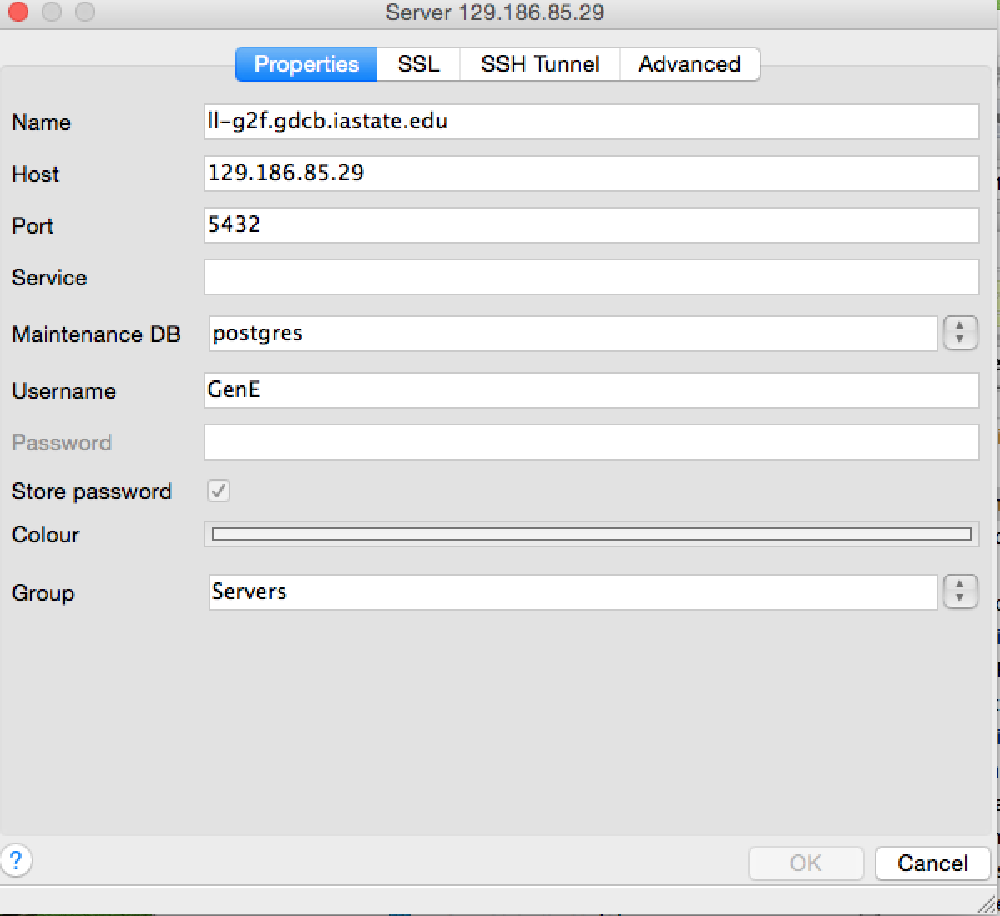 Server 129.186.85.29
Properties SSL SSH Tunnel Advanced
Name ll-g2f.gdcb.iastate.edu
Host 129.186.85.29
Port 5432
Service
Maintenance DB postgres
Username GenE
Password
Store password
Colour
Group Servers
?
OK Cancel